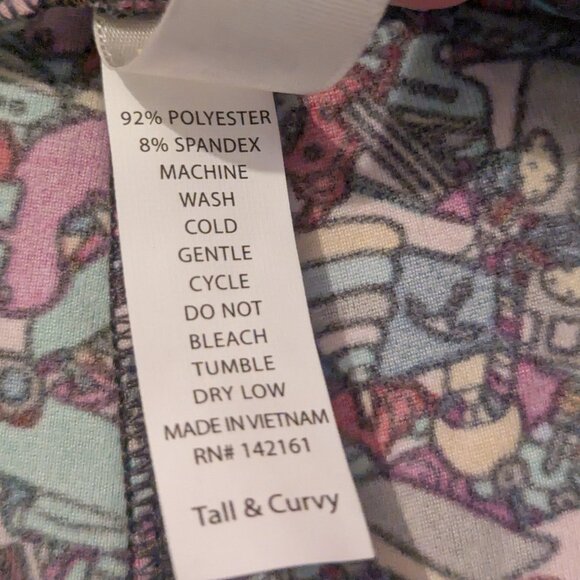 92% POLYESTER
8% SPANDEX
MACHINE
WASH
COLD
GENTLE
CYCLE
DO NOT
BLEACH
TUMBLE
DRY LOW
MADE IN VIETNAM
RN# 142161
Tall & Curvy